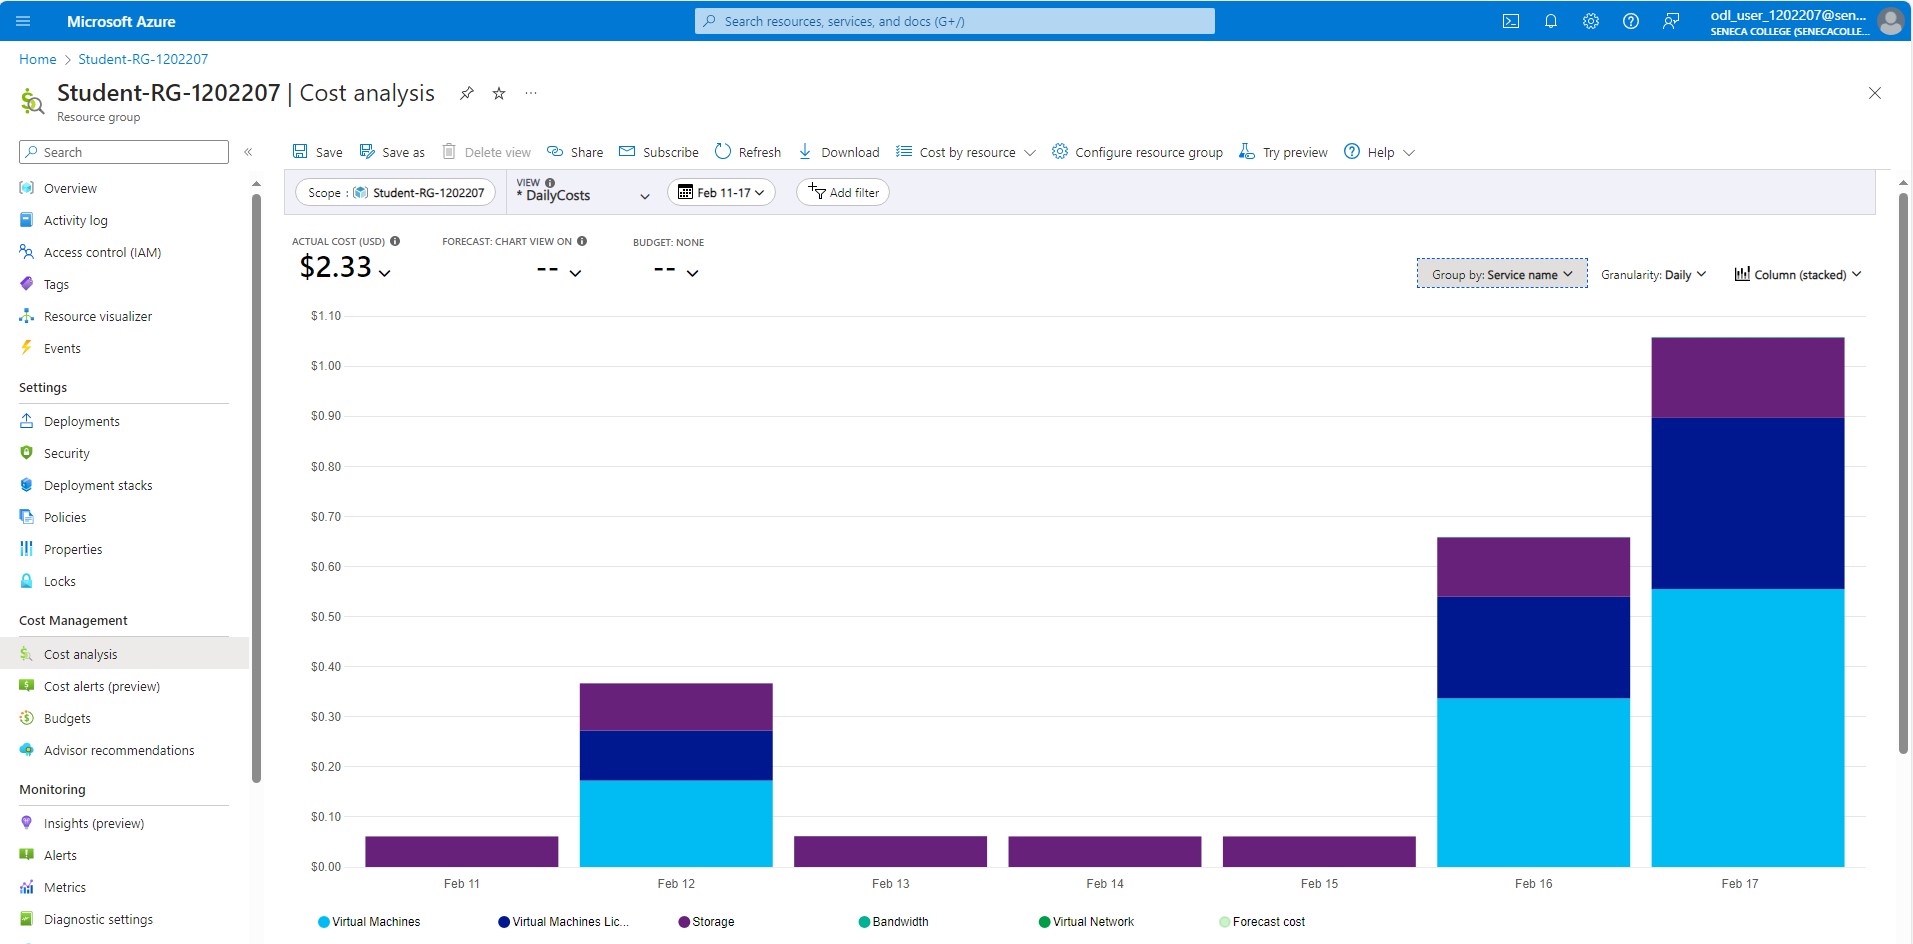 Microsoft Azure
Search resources, services, and docs (G+/)
odl_user_1202207@sen...
SENECA COLLEGE (SENECACOLLE...
Home > Student-RG-1202207
Student-RG-1202207 | Cost analysis
Resource group
Search
Save
Save as
Delete view
Share
Subscribe
Refresh
Download
Cost by resource
Configure resource group
Try preview
Help
Overview
Activity log
Access control (IAM)
Tags
Resource visualizer
Events
Settings
Deployments
Security
Deployment stacks
Policies
Properties
Locks
Cost Management
Cost analysis
Cost alerts (preview)
Budgets
Advisor recommendations
Monitoring
Insights (preview)
Alerts
Metrics
Diagnostic settings
Scope : Student-RG-1202207
VIEW
* DailyCosts
Feb 11-17
Add filter
ACTUAL COST (USD)
$2.33
FORECAST: CHART VIEW ON
--
BUDGET: NONE
--
Group by: Service name
Granularity: Daily
Column (stacked)
$1.10
$1.00
$0.90
$0.80
$0.70
$0.60
$0.50
$0.40
$0.30
$0.20
$0.10
$0.00
Feb 11
Feb 12
Feb 13
Feb 14
Feb 15
Feb 16
Feb 17
Virtual Machines
Virtual Machines Lic...
Storage
Bandwidth
Virtual Network
Forecast cost